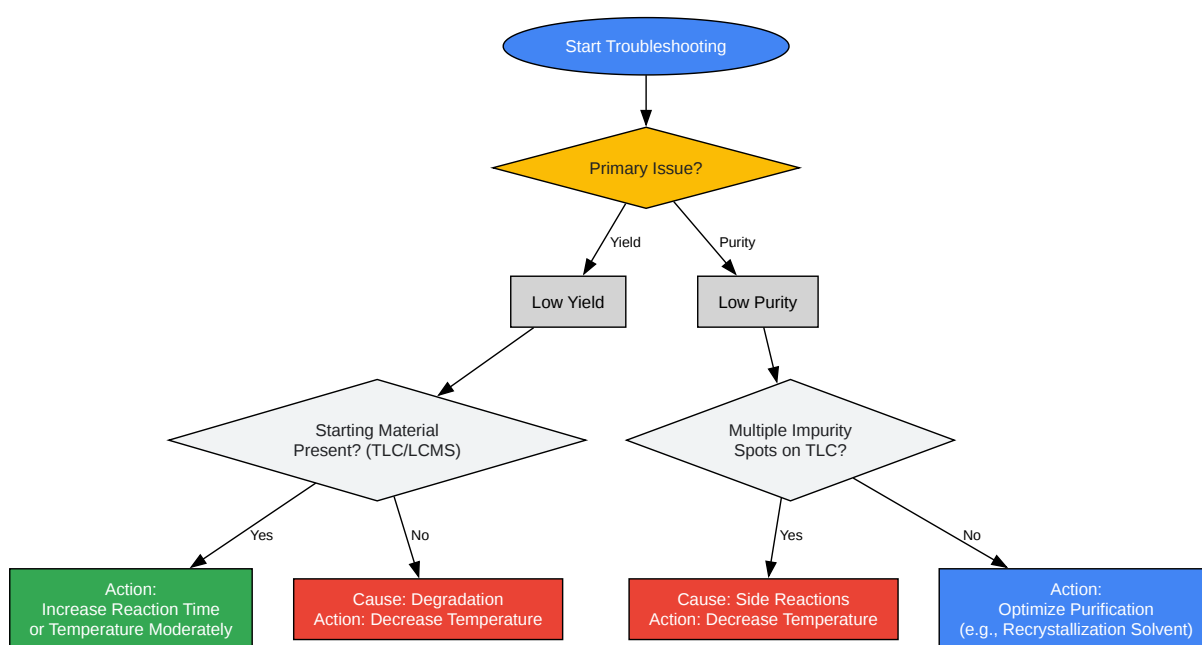 Start Troubleshooting
Primary Issue?
Yield
Purity
Low Yield
Low Purity
Starting Material
Present? (TLC/LCMS)
Multiple Impurity
Spots on TLC?
Yes
No
Yes
No
Action:
Increase Reaction Time
or Temperature Moderately
Cause: Degradation
Action: Decrease Temperature
Cause: Side Reactions
Action: Decrease Temperature
Action:
Optimize Purification
(e.g., Recrystallization Solvent)